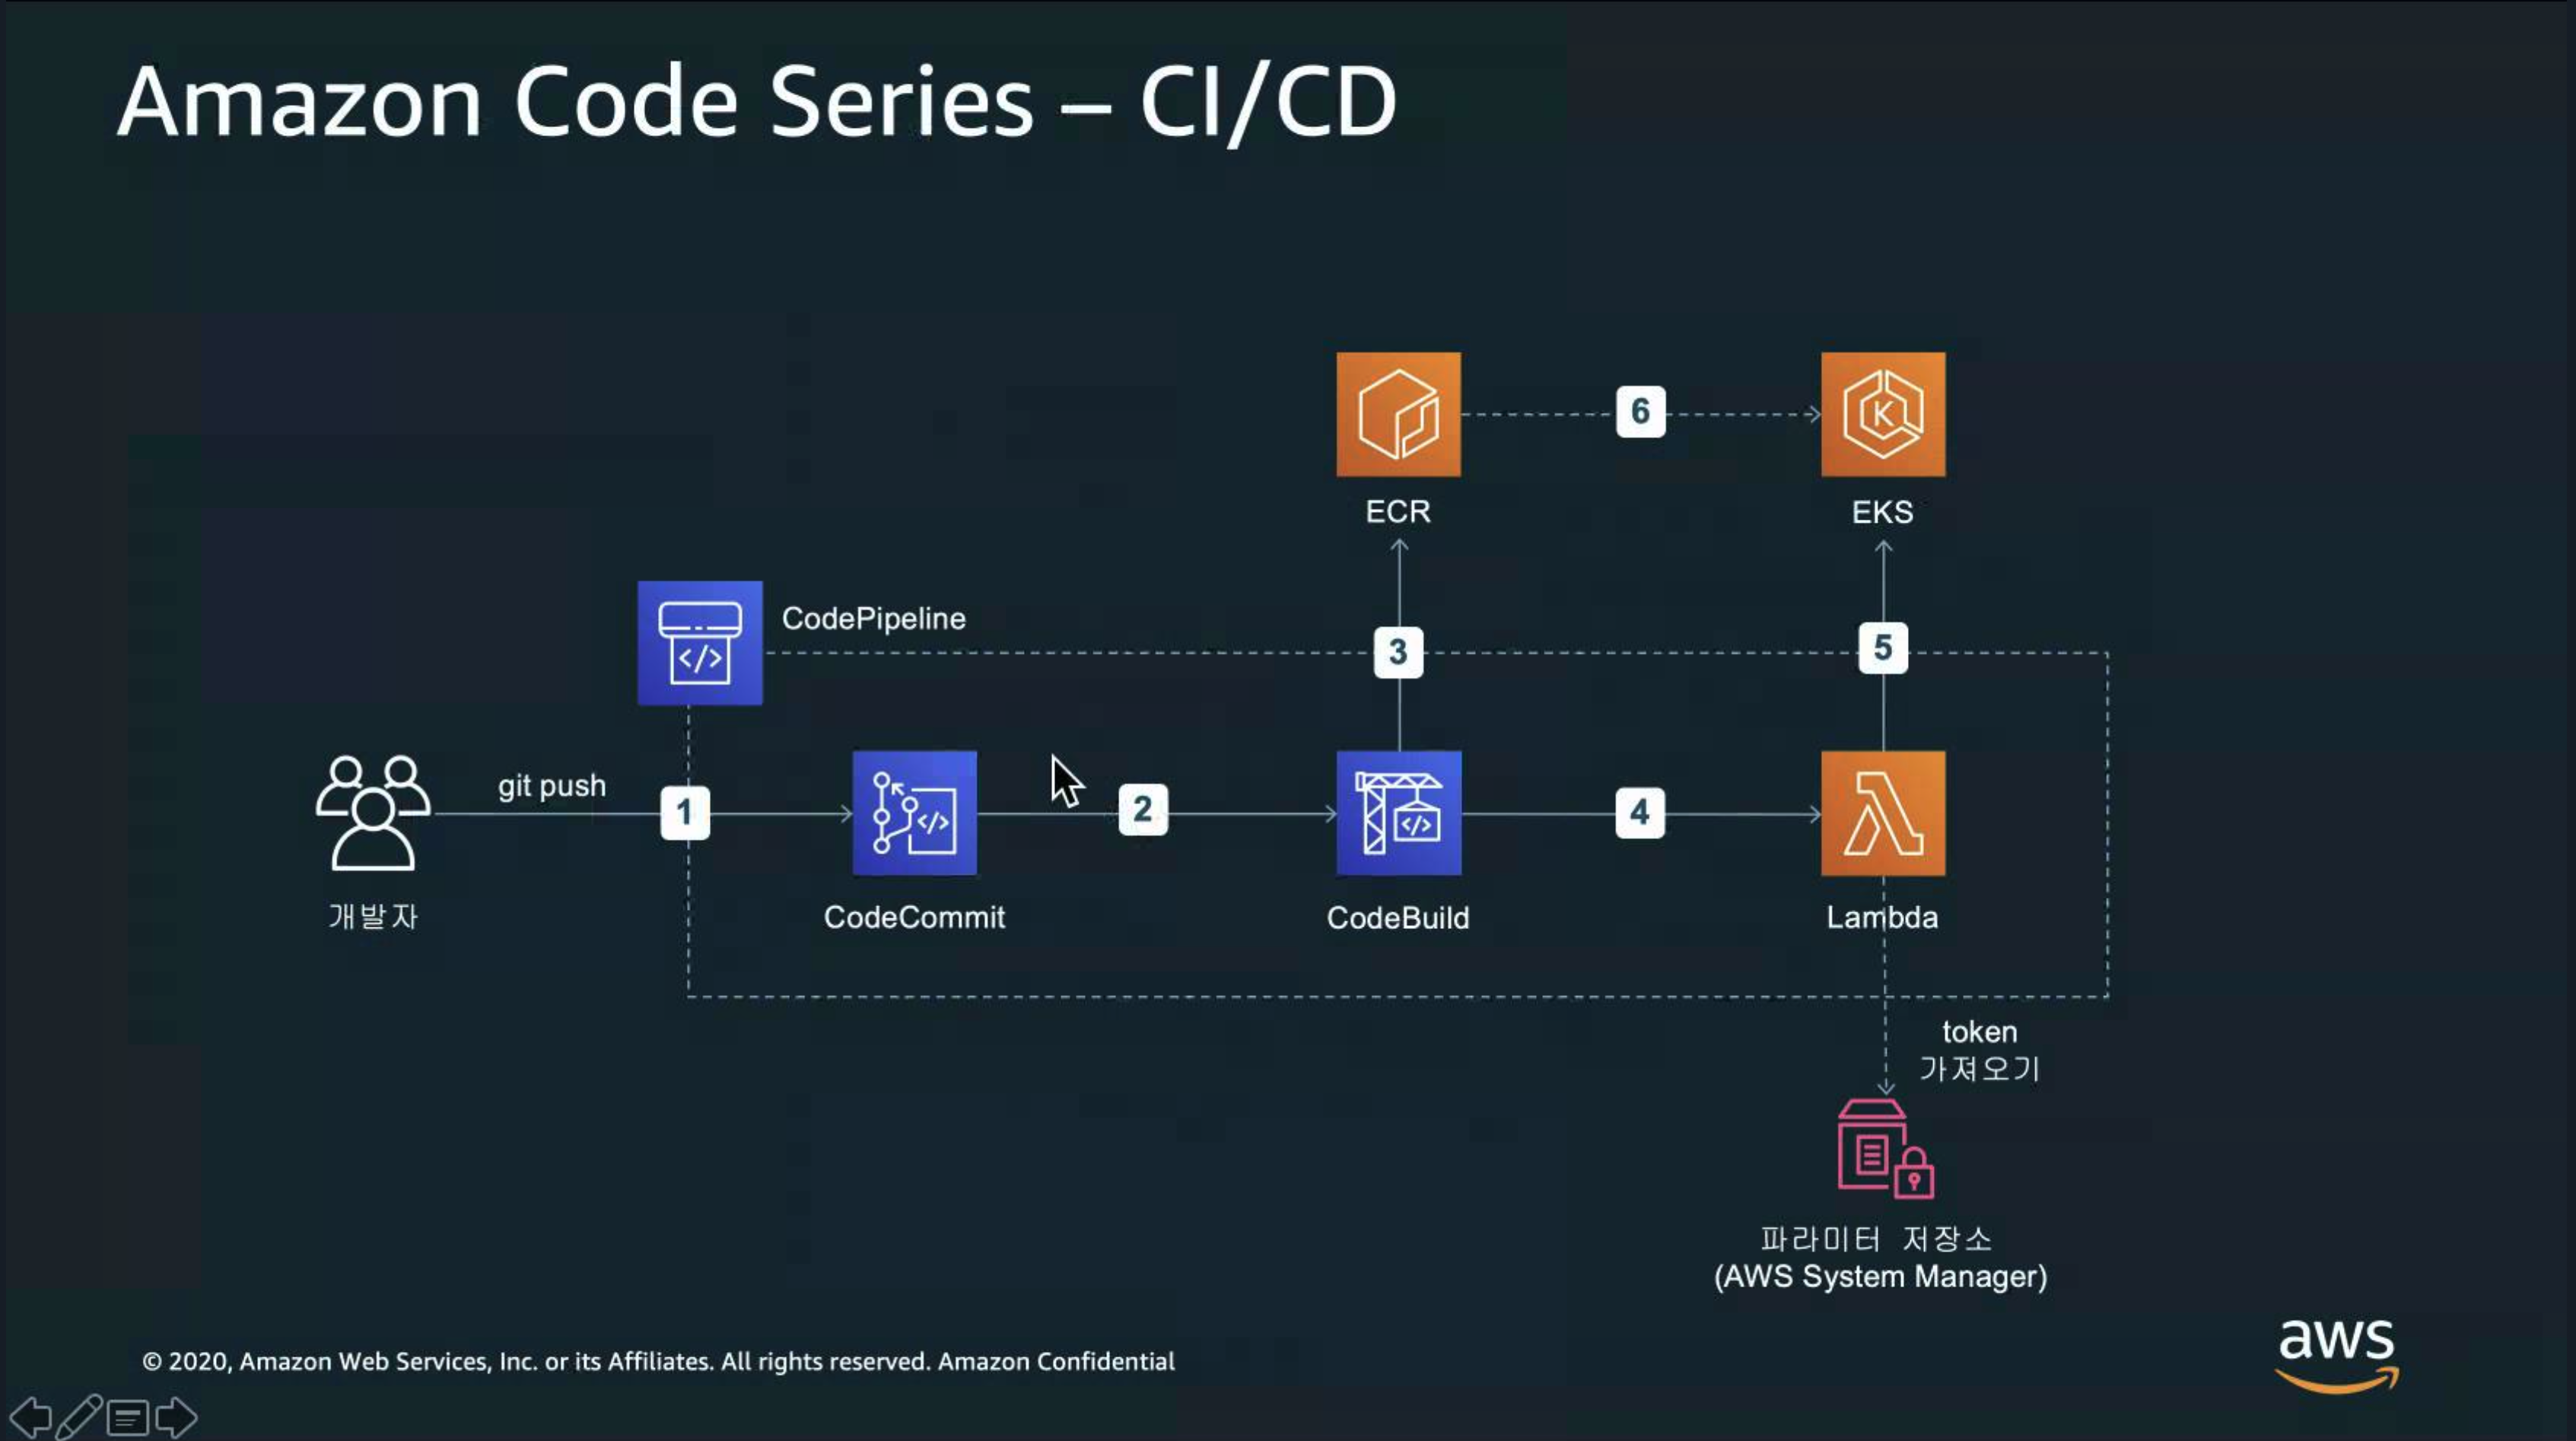 Amazon Code Series – CI/CD
6
ECR
EKS
CodePipeline
3
5
git push
1
2
4
개발자
CodeCommit
CodeBuild
Lambda
token
가져오기
파라미터 저장소
(AWS System Manager)
© 2020, Amazon Web Services, Inc. or its Affiliates. All rights reserved. Amazon Confidential
aws